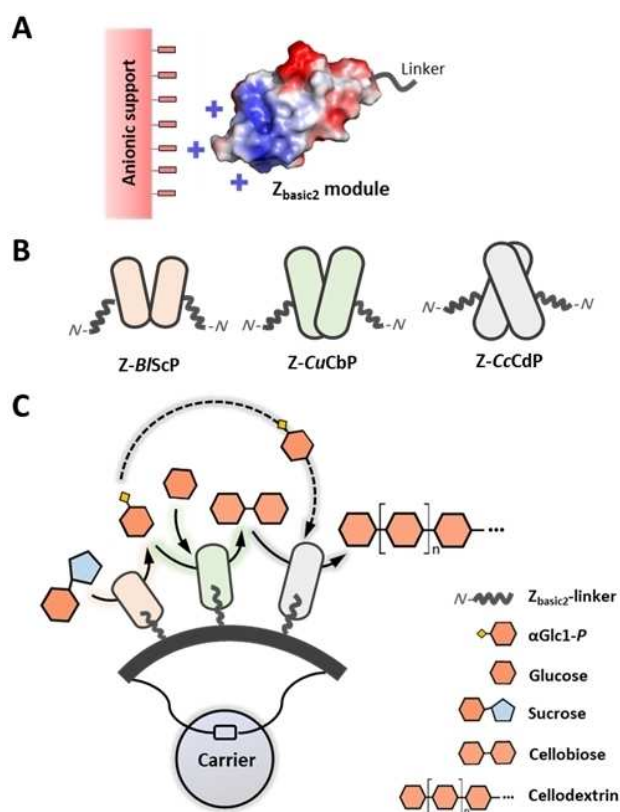 A
Anionic support
+
+
+
Linker
Zbasic2 module
B
N-
-N
N-
-N
N-
-N
Z-BlScP
Z-CuCbP
Z-CcCdP
C
n
...
Carrier
N- Zbasic2-linker
αGlc1-P
Glucose
Sucrose
Cellobiose
n
... Cellodextrin